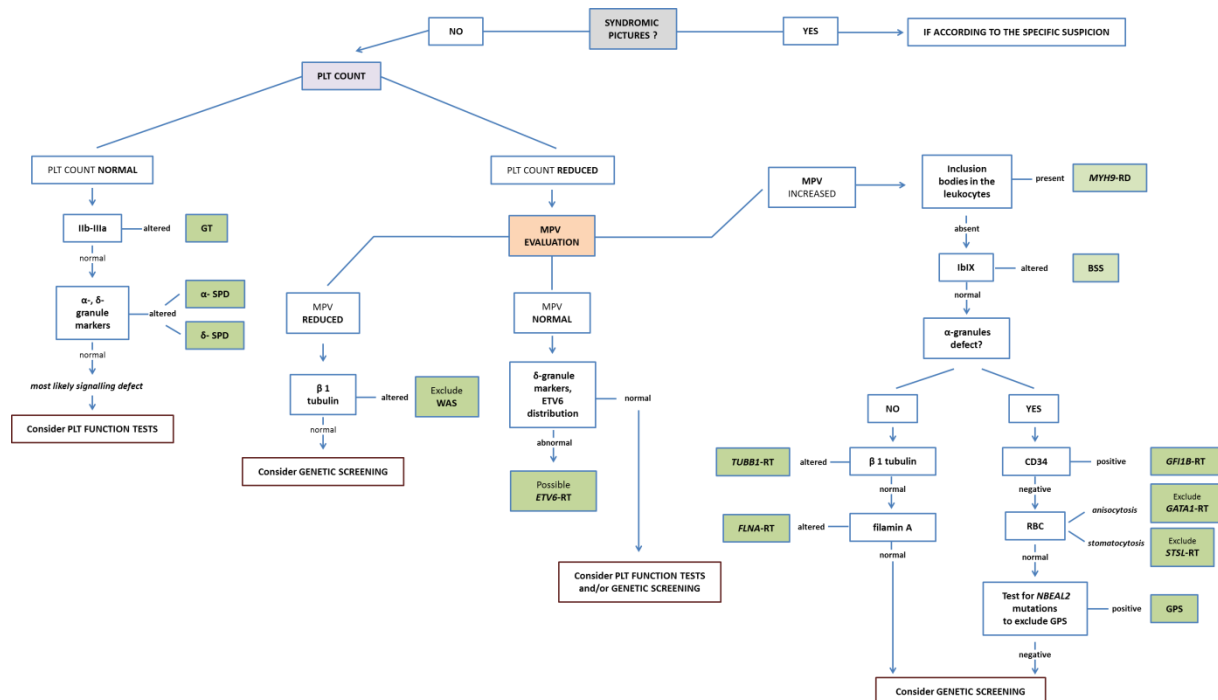 SYNDROMIC
PICTURES ?
NO
YES
IF ACCORDING TO THE SPECIFIC SUSPICION
PLT COUNT
PLT COUNT NORMAL
PLT COUNT REDUCED
MPV
INCREASED
Inclusion
bodies in the
leukocytes
present
MYH9-RD
IIb-IIIa
altered
GT
MPV
EVALUATION
absent
normal
IbIX
altered
BSS
α-, δ-
granule
markers
altered
α- SPD
δ- SPD
MPV
REDUCED
MPV
NORMAL
normal
α-granules
defect?
normal
most likely signalling defect
Consider PLT FUNCTION TESTS
β 1
tubulin
altered
Exclude
WAS
normal
Consider GENETIC SCREENING
δ-granule
markers,
ETV6
distribution
normal
abnormal
Possible
ETV6-RT
Consider PLT FUNCTION TESTS
and/or GENETIC SCREENING
NO
YES
TUBB1-RT
altered
β 1 tubulin
normal
CD34
positive
GFI1B-RT
negative
FLNA-RT
altered
filamin A
normal
RBC
anisocytosis
Exclude
GATA1-RT
stomatocytosis
Exclude
STSL-RT
normal
Test for NBEAL2
mutations
to exclude GPS
positive
GPS
negative
Consider GENETIC SCREENING